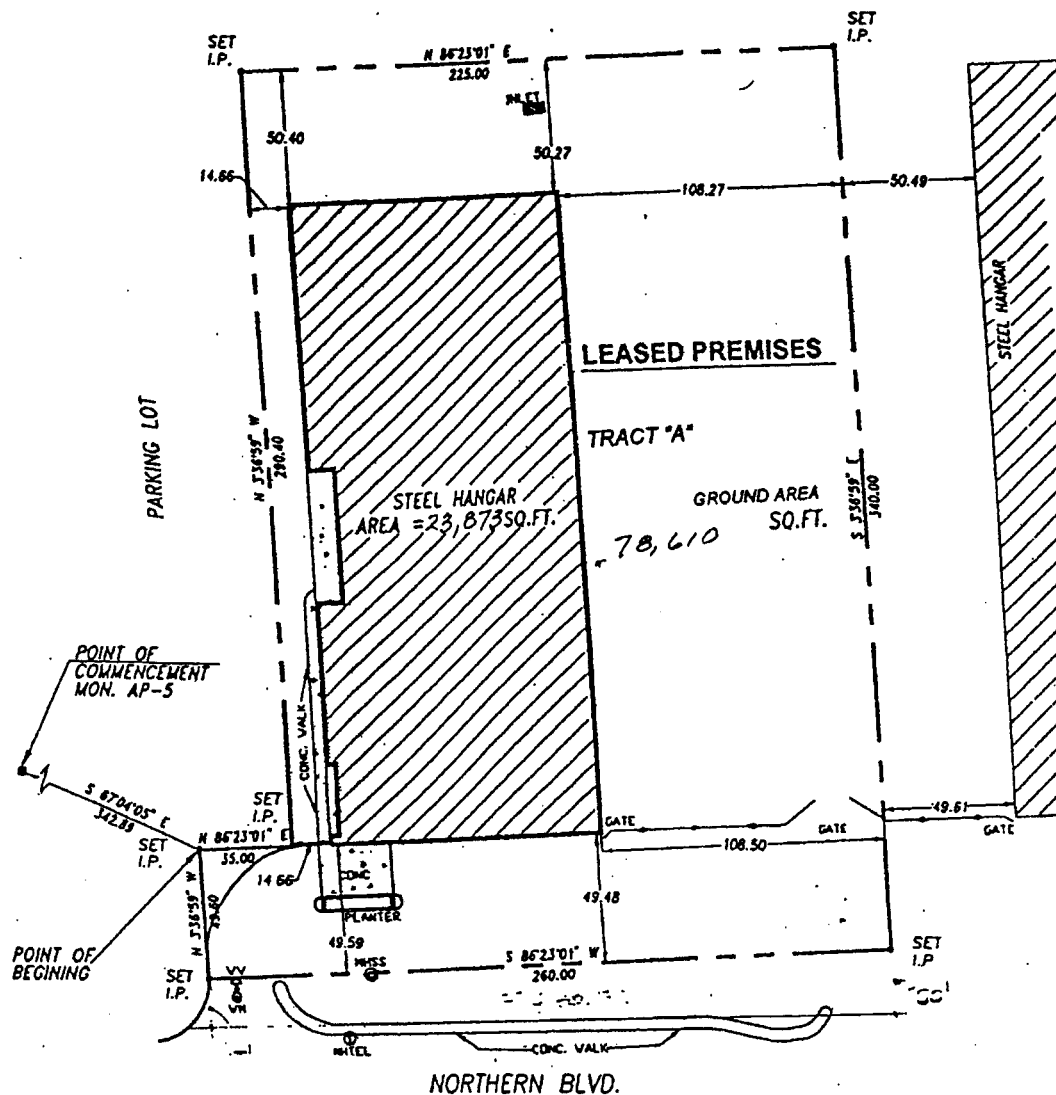 SET
I.P.
N 86°23'01" E
225.00
SET
I.P.
INLET
50.40
50.27
14.66
108.27
50.49
STEEL HANGAR
LEASED PREMISES
PARKING LOT
N 3°36'59" W
290.40
TRACT "A"
STEEL HANGAR
AREA =23,873SQ.FT.
GROUND AREA
SQ.FT.
78,610
S 3°36'59" E
340.00
POINT OF
COMMENCEMENT
MON. AP-5
CONC. WALK
S 67°04'05" E
342.89
SET
I.P.
N 86°23'01" E
35.00
SET
I.P.
14.66
GATE
GATE
49.61
GATE
108.50
N 3°36'59" W
49.60
CONC
PLANTER
49.59
49.48
POINT OF
BEGINING
SET
I.P.
S 86°23'01" W
260.00
SET
I.P.
WV
MHSS
MHTEL
CONC. WALK
NORTHERN BLVD.